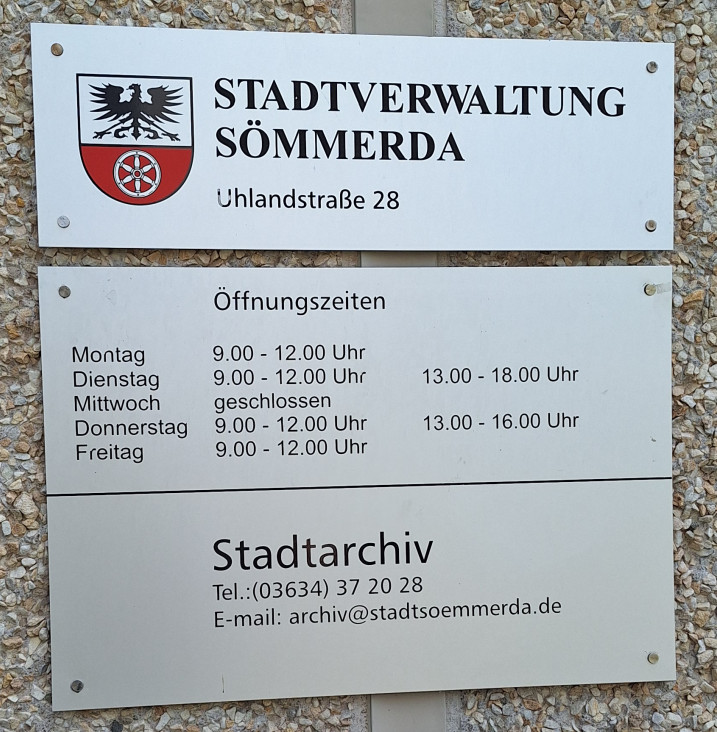 STADTVERWALTUNG
SÖMMERDA
Uhlandstraße 28
Öffnungszeiten
Montag 9.00 - 12.00 Uhr
Dienstag 9.00 - 12.00 Uhr 13.00 - 18.00 Uhr
Mittwoch geschlossen
Donnerstag 9.00 - 12.00 Uhr 13.00 - 16.00 Uhr
Freitag 9.00 - 12.00 Uhr
Stadtarchiv
Tel.:(03634) 37 20 28
E-mail: archiv@stadtsoemmerda.de